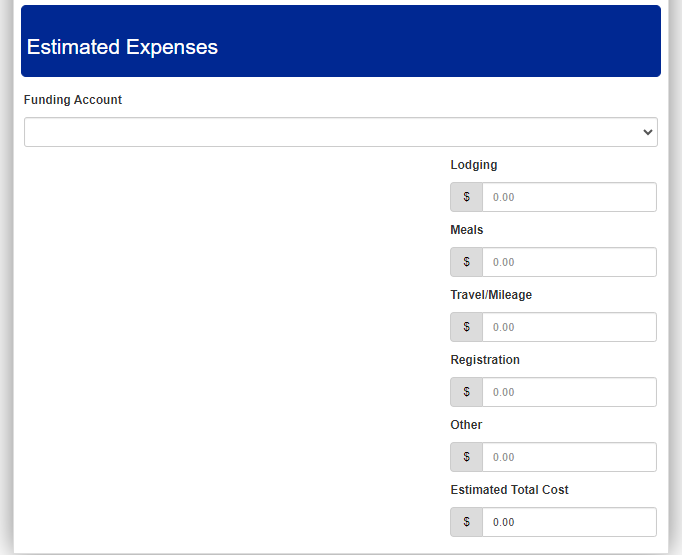 Estimated Expenses
Funding Account
Lodging
$ 0.00
Meals
$ 0.00
Travel/Mileage
$ 0.00
Registration
$ 0.00
Other
$ 0.00
Estimated Total Cost
$ 0.00